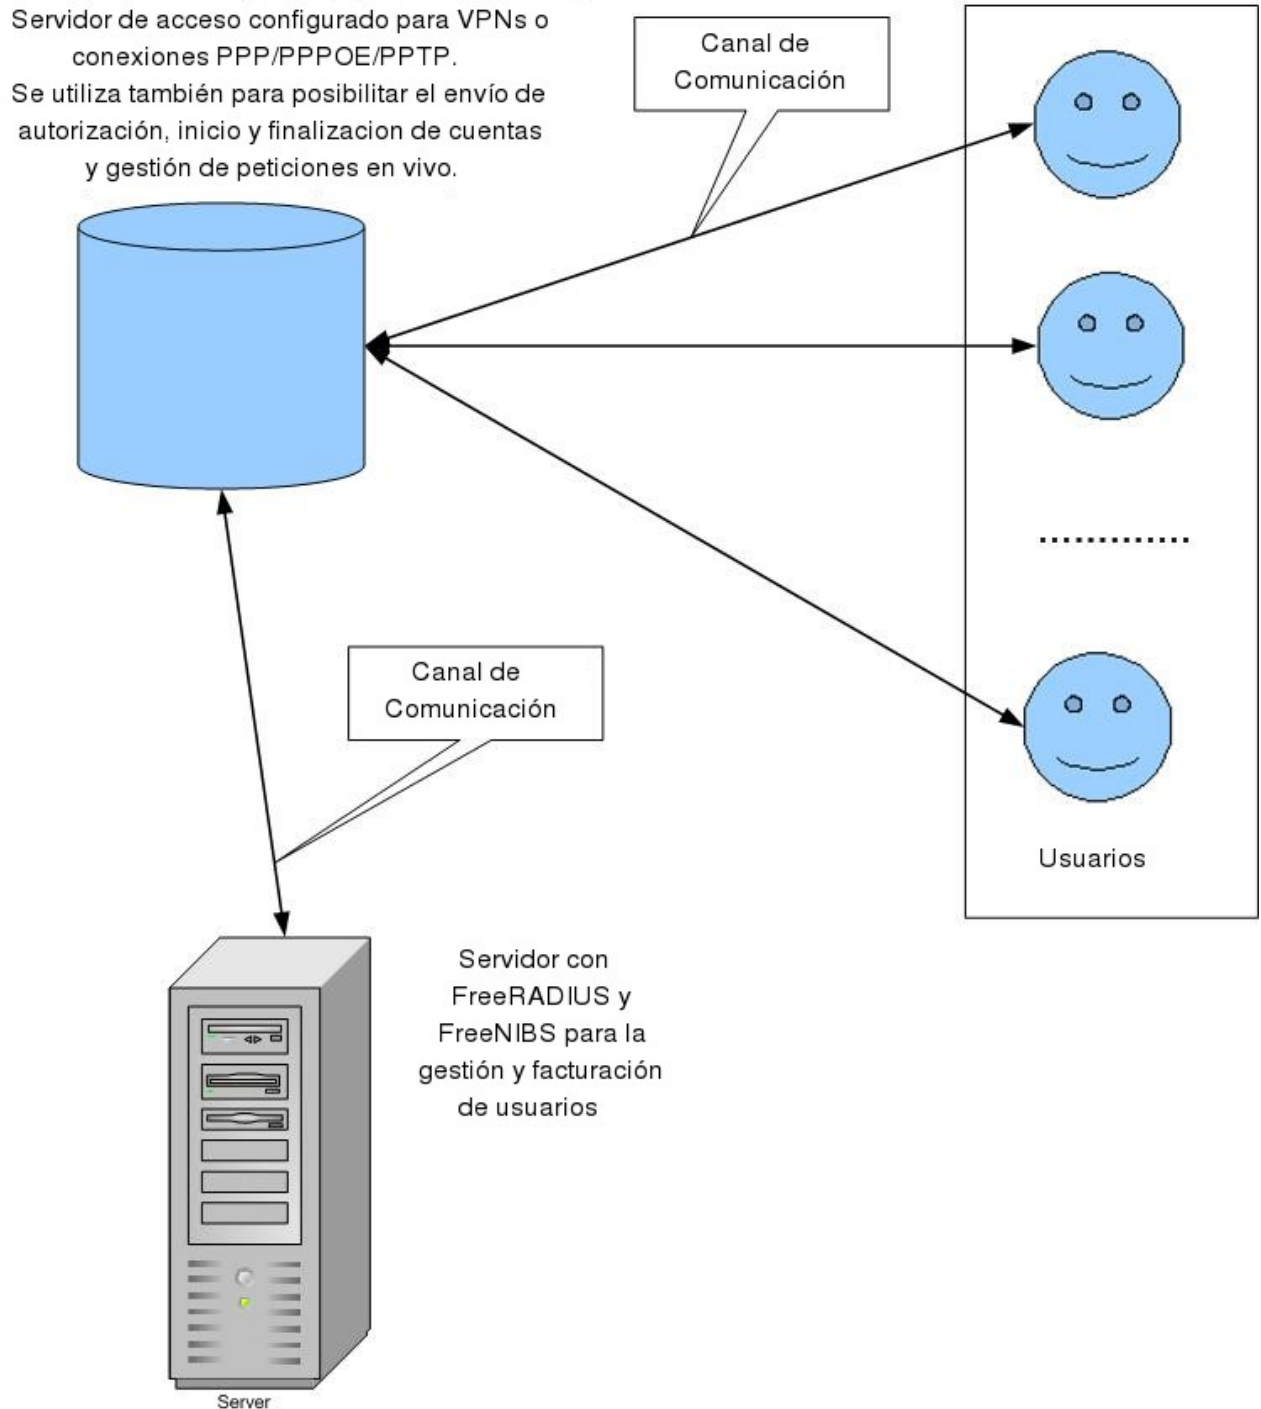 Servidor de acceso configurado para VPNs o
conexiones PPP/PPPOE/PPTP.
Se utiliza también para posibilitar el envío de
autorización, inicio y finalizacion de cuentas
y gestión de peticiones en vivo.
Canal de
Comunicación
Canal de
Comunicación
Usuarios
Servidor con
FreeRADIUS y
FreeNIBS para la
gestión y facturación
de usuarios
Server